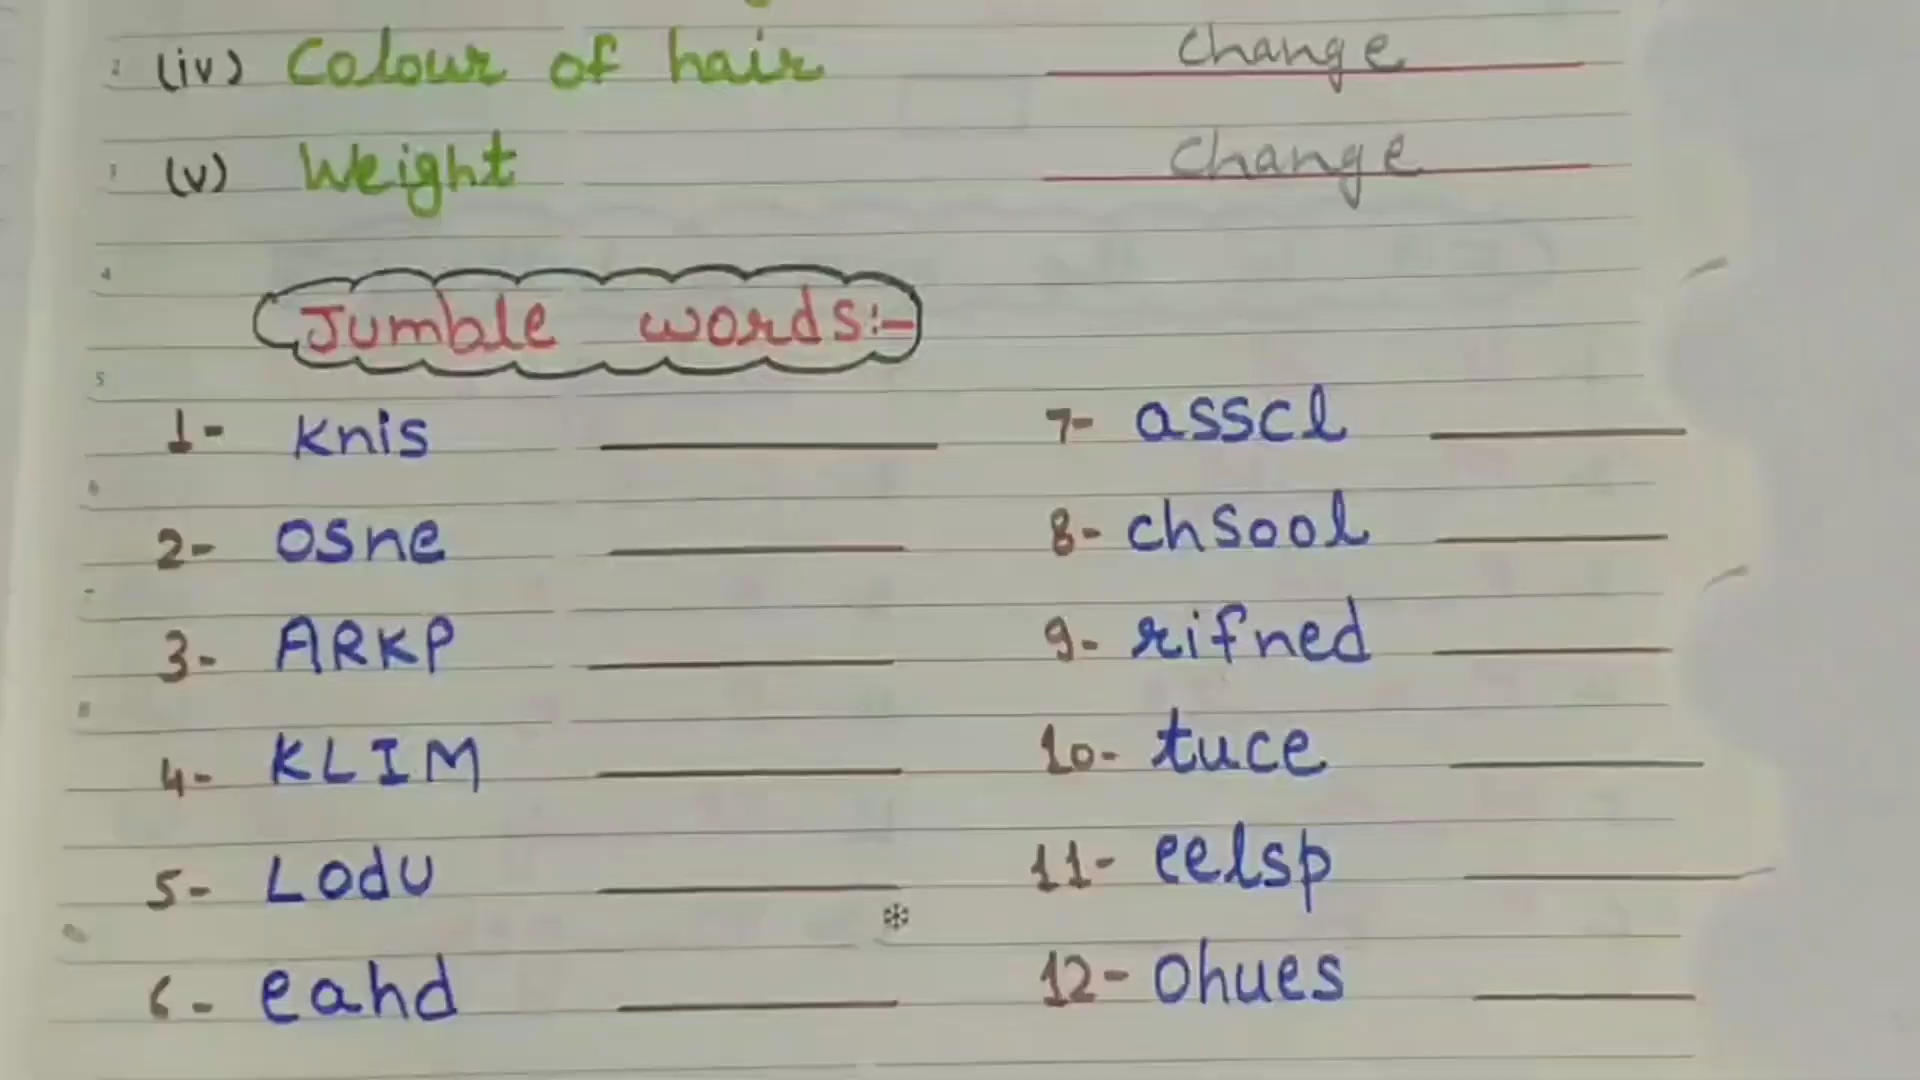 (iv) Colour of hair change
(v) Weight change
Jumble words:-
1- Knis
2- osne
3- ARKP
4- KLIM
5- Lodu
6- eahd
7- asscl
8- chsool
9- rifned
10- tuce
11- eelsp
12- ohues